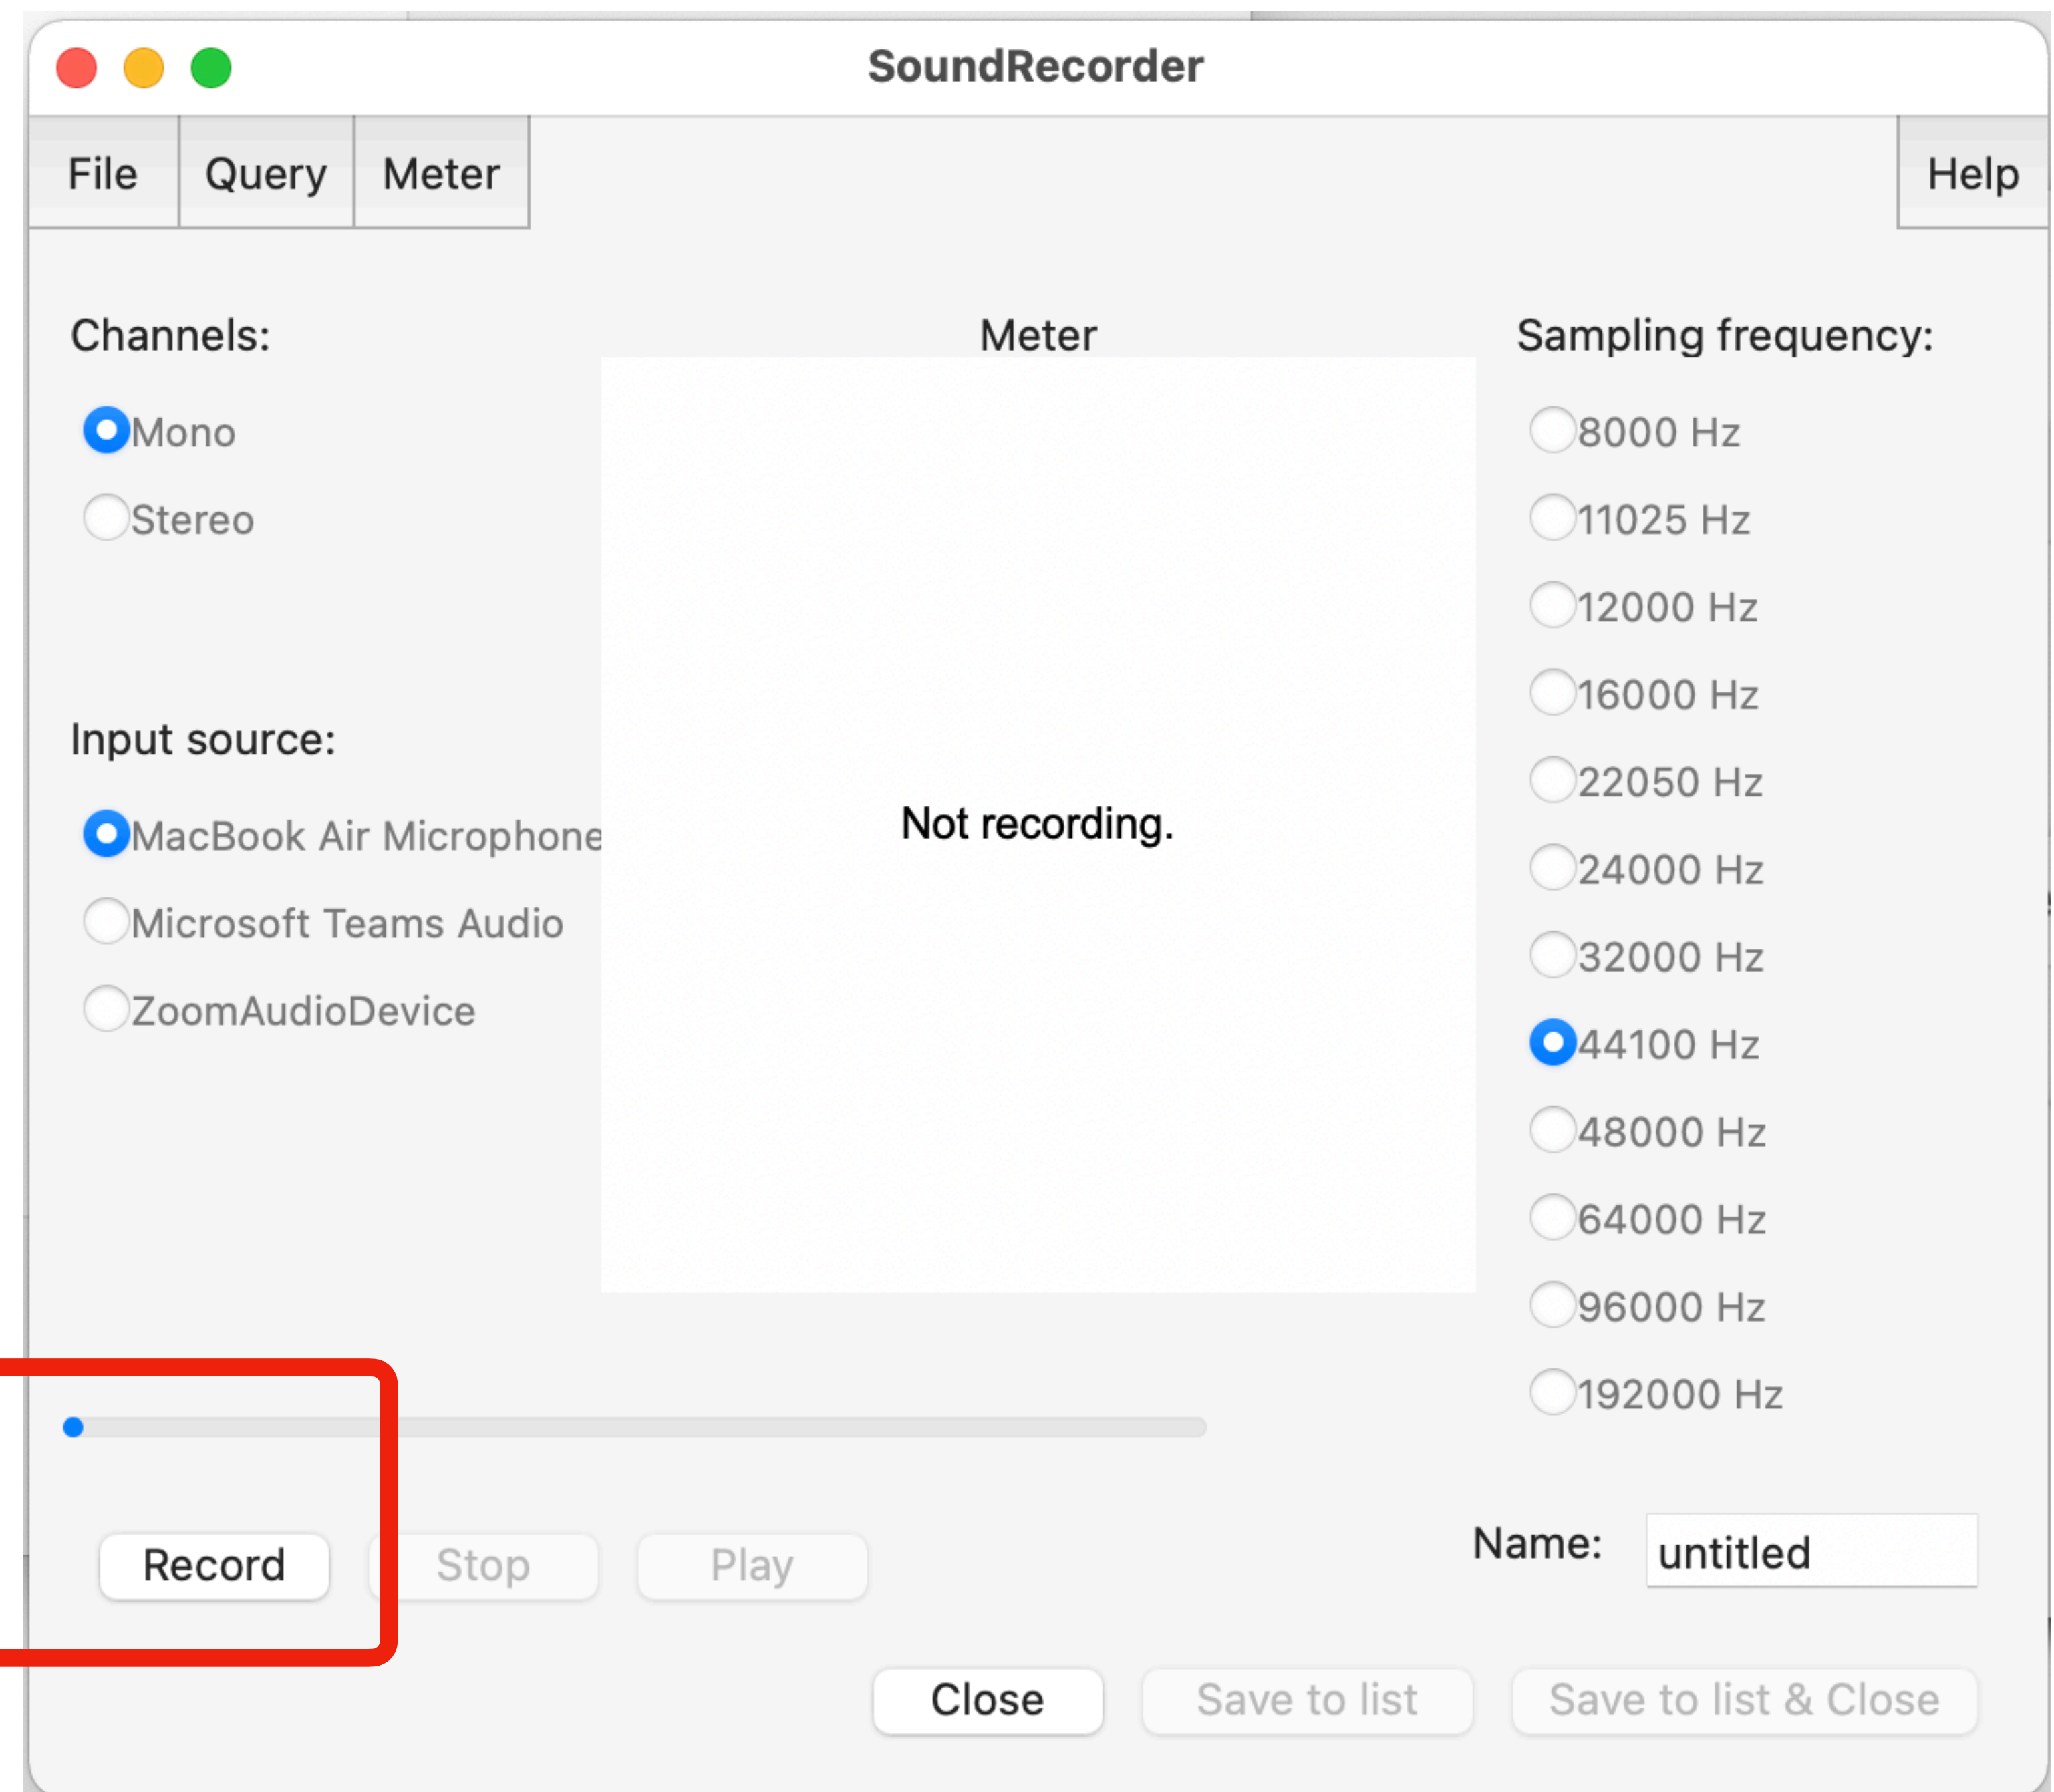 SoundRecorder
File Query Meter Help
Channels:
Mono
Stereo
Input source:
MacBook Air Microphone
Microsoft Teams Audio
ZoomAudioDevice
Meter
Not recording.
Sampling frequency:
8000 Hz
11025 Hz
12000 Hz
16000 Hz
22050 Hz
24000 Hz
32000 Hz
44100 Hz
48000 Hz
64000 Hz
96000 Hz
192000 Hz
Record Stop Play
Name: untitled
Close Save to list Save to list & Close